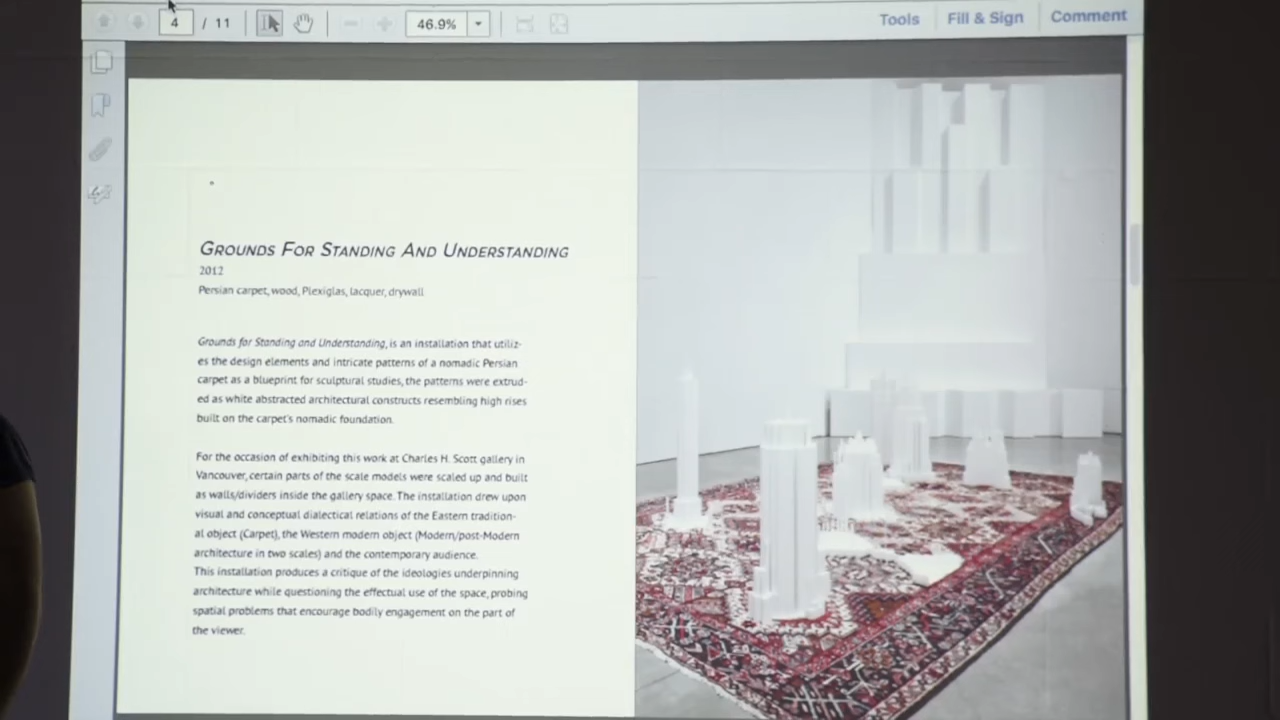 4 / 11 46.9% Tools Fill & Sign Comment
GROUNDS FOR STANDING AND UNDERSTANDING
2012
Persian carpet, wood, Plexiglas, lacquer, drywall
Grounds for Standing and Understanding, is an installation that utiliz-
es the design elements and intricate patterns of a nomadic Persian
carpet as a blueprint for sculptural studies, the patterns were extrud-
ed as white abstracted architectural constructs resembling high rises
built on the carpet's nomadic foundation.
For the occasion of exhibiting this work at Charles H. Scott gallery in
Vancouver, certain parts of the scale models were scaled up and built
as walls/dividers inside the gallery space. The installation drew upon
visual and conceptual dialectical relations of the Eastern tradition-
al object (Carpet), the Western modern object (Modern/post-Modern
architecture in two scales) and the contemporary audience.
This installation produces a critique of the ideologies underpinning
architecture while questioning the effectual use of the space, probing
spatial problems that encourage bodily engagement on the part of
the viewer.